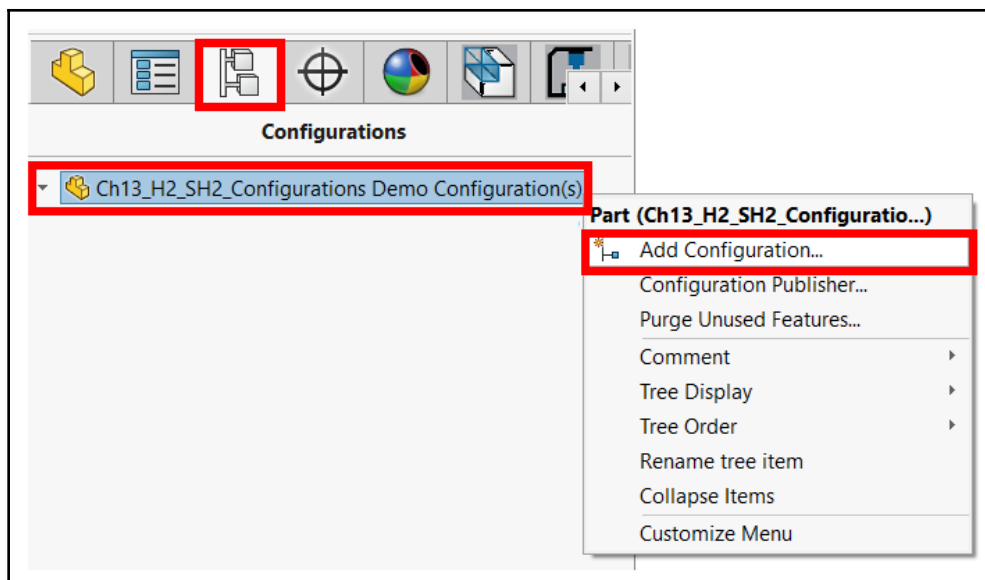 Configurations
Ch13_H2_SH2_Configurations Demo Configuration(s)
Part (Ch13_H2_SH2_Configuratio...)
Add Configuration...
Configuration Publisher...
Purge Unused Features...
Comment
Tree Display
Tree Order
Rename tree item
Collapse Items
Customize Menu